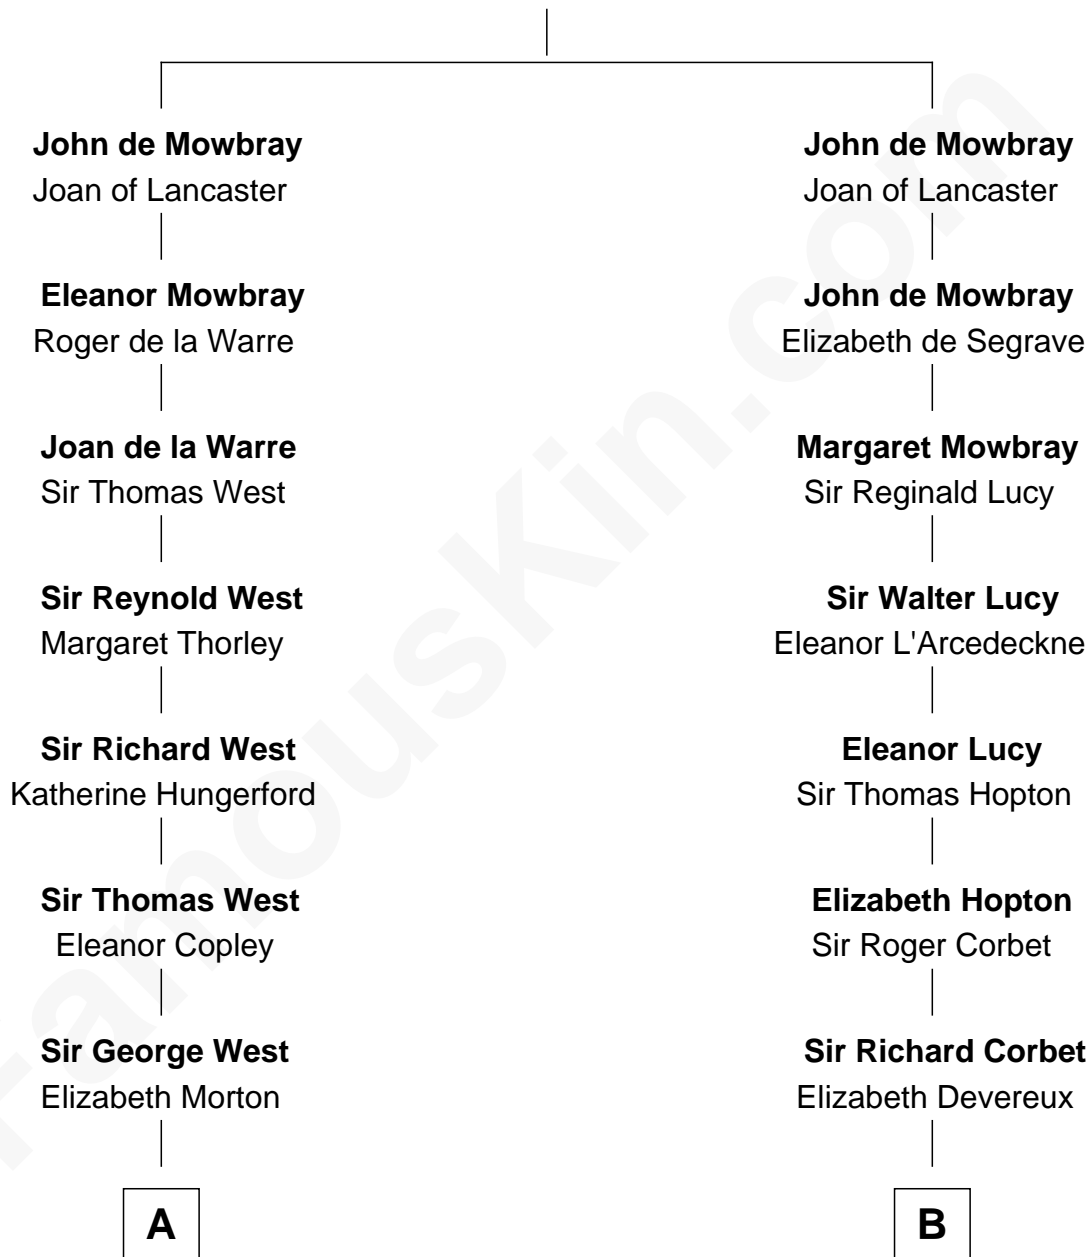 John de Mowbray
Joan of Lancaster
Eleanor Mowbray
Roger de la Warre
Joan de la Warre
Sir Thomas West
Sir Reynold West
Margaret Thorley
Sir Richard West
Katherine Hungerford
Sir Thomas West
Eleanor Copley
Sir George West
Elizabeth Morton
A
John de Mowbray
Joan of Lancaster
John de Mowbray
Elizabeth de Segrave
Margaret Mowbray
Sir Reginald Lucy
Sir Walter Lucy
Eleanor L'Arcedeckne
Eleanor Lucy
Sir Thomas Hopton
Elizabeth Hopton
Sir Roger Corbet
Sir Richard Corbet
Elizabeth Devereux
B
FamousKin.com